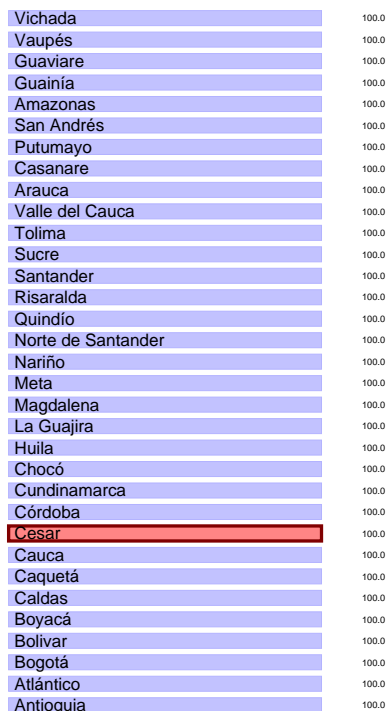 Vichada 100.0
Vaupés 100.0
Guaviare 100.0
Guainía 100.0
Amazonas 100.0
San Andrés 100.0
Putumayo 100.0
Casanare 100.0
Arauca 100.0
Valle del Cauca 100.0
Tolima 100.0
Sucre 100.0
Santander 100.0
Risaralda 100.0
Quindío 100.0
Norte de Santander 100.0
Nariño 100.0
Meta 100.0
Magdalena 100.0
La Guajira 100.0
Huila 100.0
Chocó 100.0
Cundinamarca 100.0
Córdoba 100.0
Cesar 100.0
Cauca 100.0
Caquetá 100.0
Caldas 100.0
Boyacá 100.0
Bolivar 100.0
Bogotá 100.0
Atlántico 100.0
Antioquia 100.0